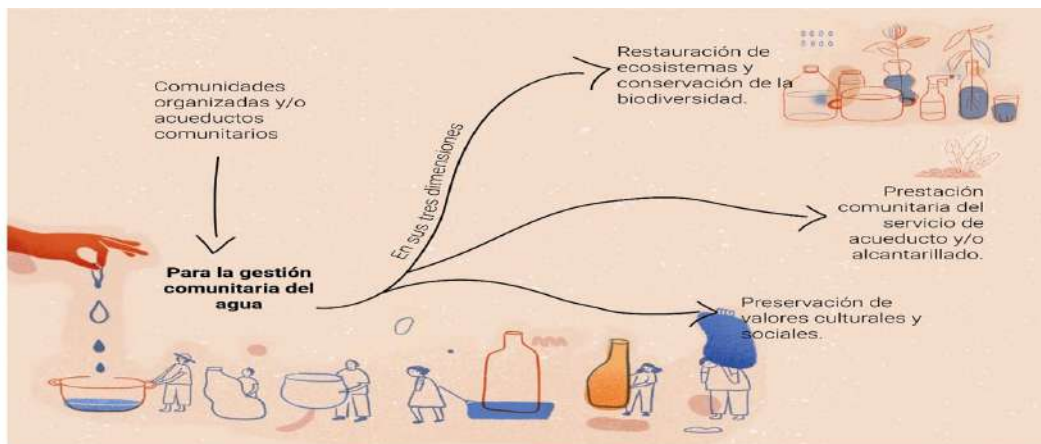 Comunidades
organizadas y/o
acueductos
comunitarios
Para la gestión
comunitaria del
agua
En sus tres dimensiones
Restauración de
ecosistemas y
conservación de la
biodiversidad.
Prestación
comunitaria del
servicio de
acueducto y/o
alcantarillado.
Preservación de
valores culturales y
sociales.